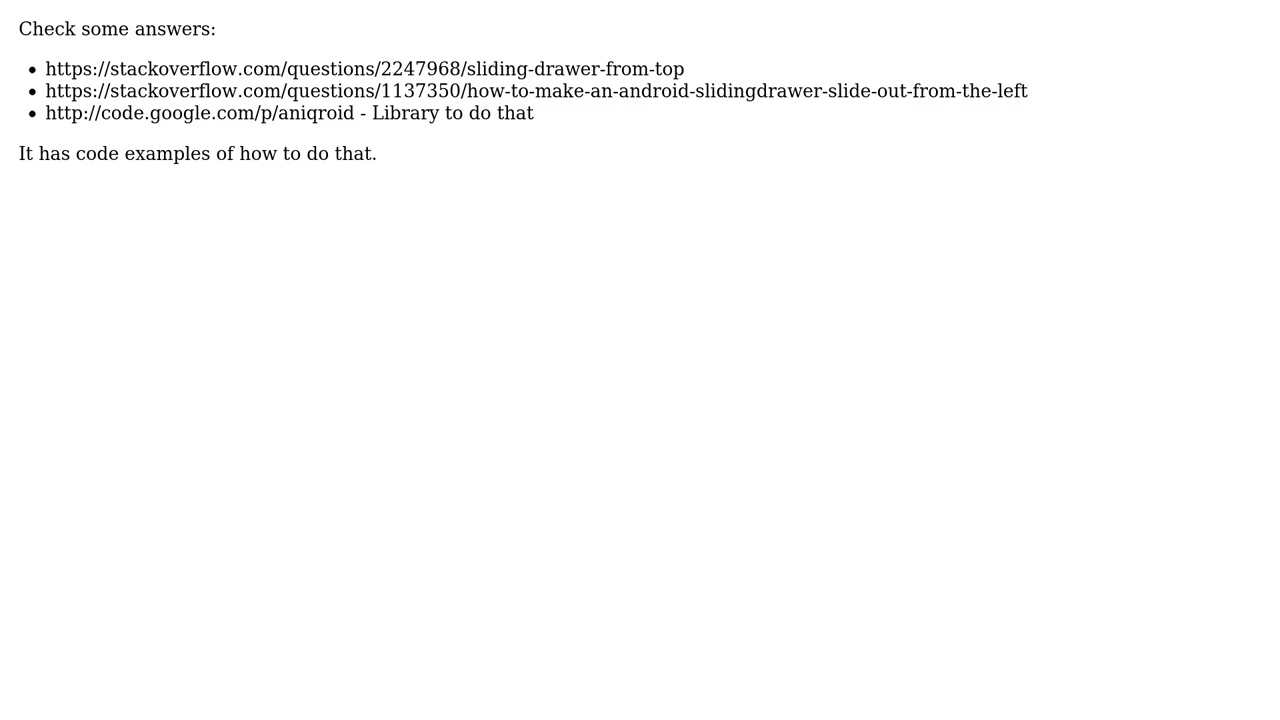 Check some answers:
• https://stackoverflow.com/questions/2247968/sliding-drawer-from-top
• https://stackoverflow.com/questions/1137350/how-to-make-an-android-slidingdrawer-slide-out-from-the-left
• http://code.google.com/p/aniqroid - Library to do that
It has code examples of how to do that.